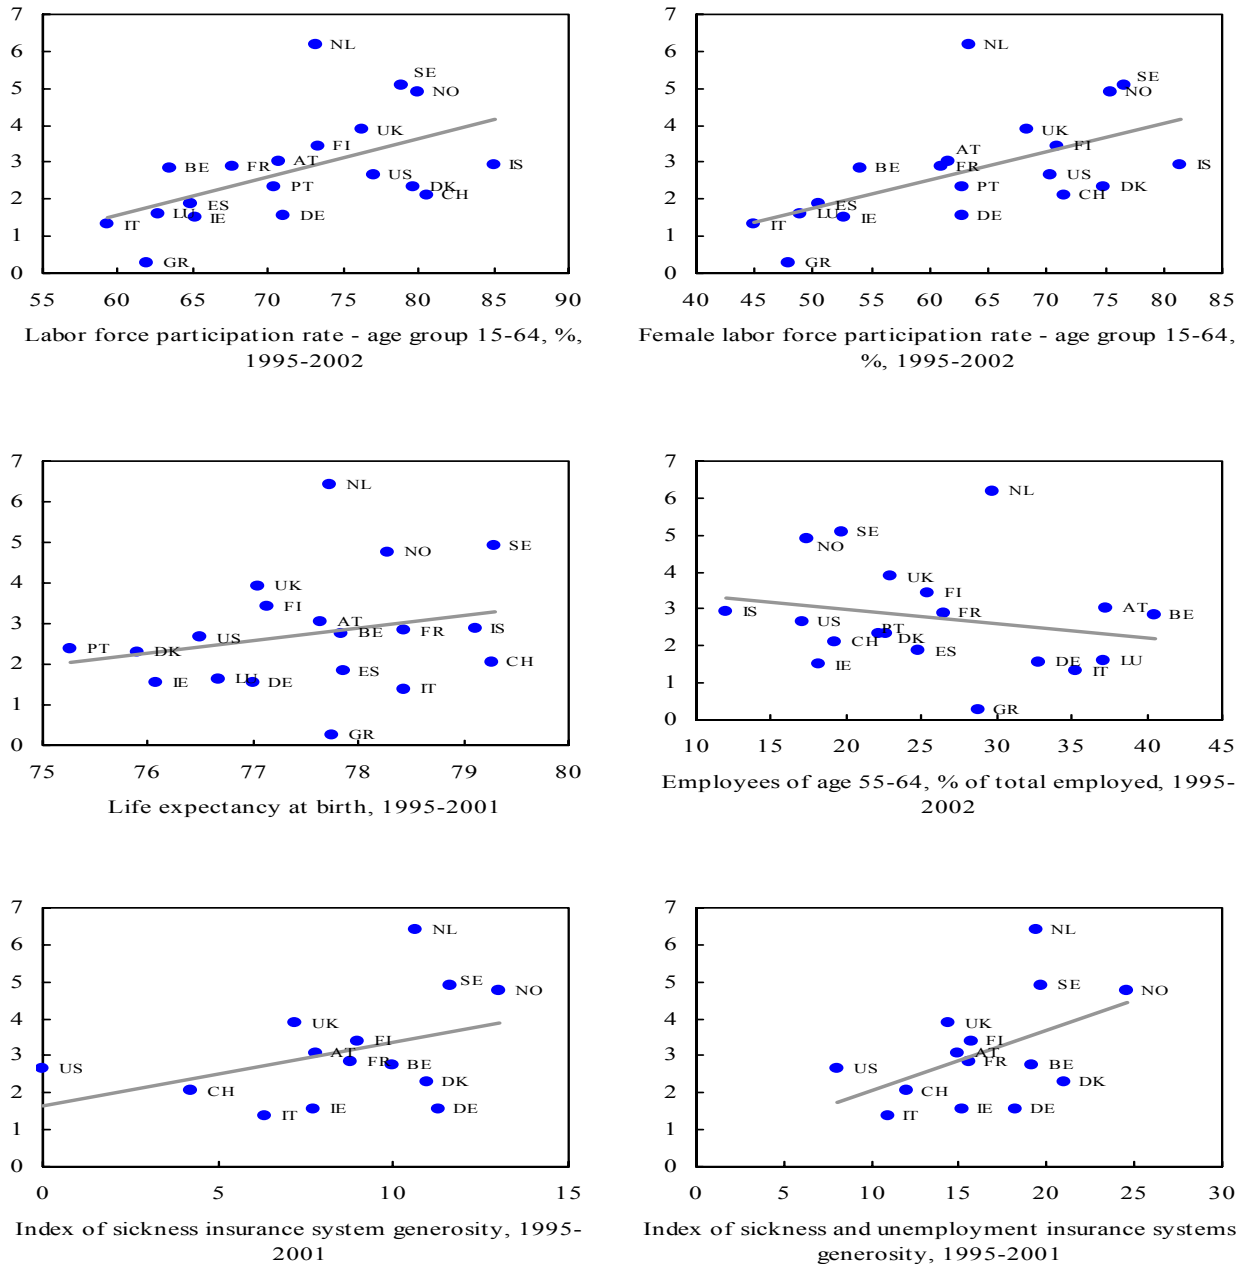 7
6
5
4
3
2
1
0
NL
SE
NO
UK
FI
BE
FR
AT
IS
US
PT
DK
CH
LU
ES
IE
DE
IT
GR
55 60 65 70 75 80 85 90
Labor force participation rate - age group 15-64, %,
1995-2002
7
6
5
4
3
2
1
0
NL
SE
NO
UK
AT
FI
BE
FR
IS
US
PT
DK
CH
ES
LU
IE
DE
IT
GR
40 45 50 55 60 65 70 75 80 85
Female labor force participation rate - age group 15-64,
%, 1995-2002
7
6
5
4
3
2
1
0
NL
SE
NO
UK
FI
AT
BE
FR
IS
US
PT
DK
CH
IE
LU
DE
ES
IT
GR
75 76 77 78 79 80
Life expectancy at birth, 1995-2001
7
6
5
4
3
2
1
0
NL
SE
NO
UK
FI
IS
US
FR
AT
BE
PT
DK
CH
ES
IE
DE
LU
IT
GR
10 15 20 25 30 35 40 45
Employees of age 55-64, % of total employed, 1995-
2002
7
6
5
4
3
2
1
0
NL
SE
NO
UK
FI
AT
FR
BE
US
DK
CH
IT
IE
DE
0 5 10 15
Index of sickness insurance system generosity, 1995-
2001
7
6
5
4
3
2
1
0
NL
SE
NO
UK
FI
AT
FR
BE
US
DK
CH
IT
IE
DE
0 5 10 15 20 25 30
Index of sickness and unemployment insurance systems
generosity, 1995-2001